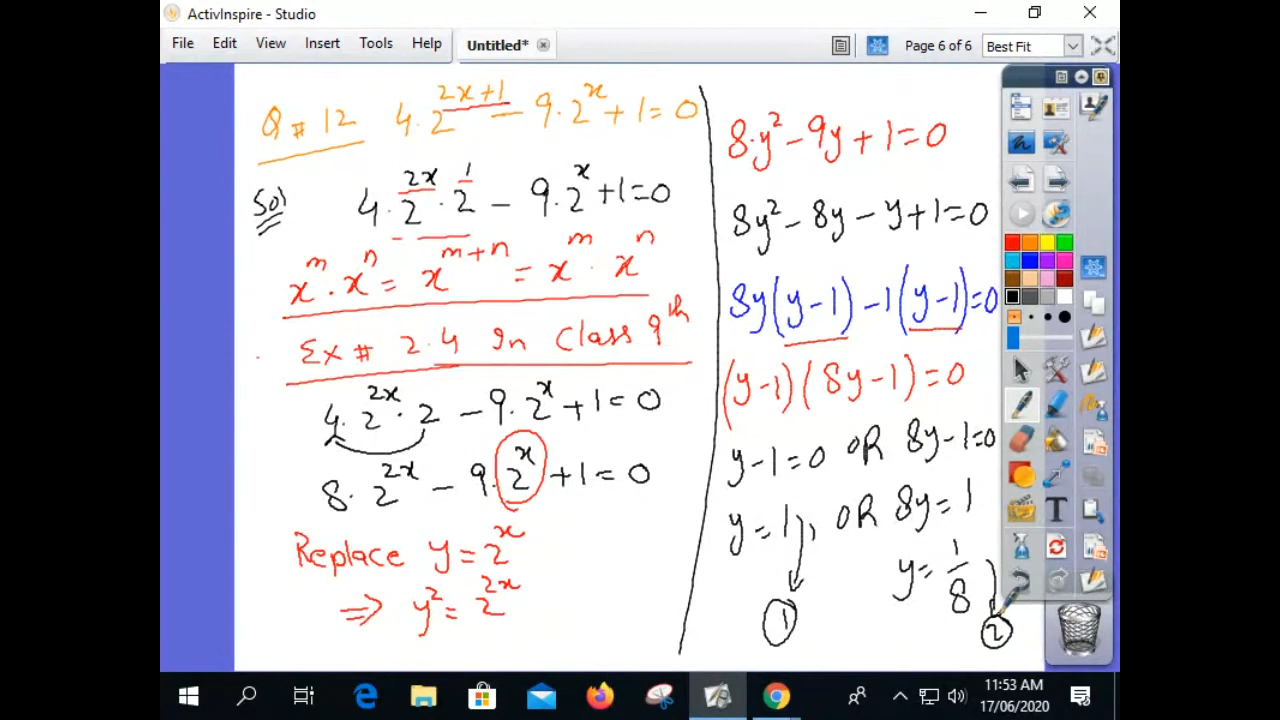 ActivInspire - Studio
File Edit View Insert Tools Help Untitled* Page 6 of 6 Best Fit
Q # 12 4·2^{2x+1} - 9·2^x + 1 = 0
Sol 4·2^{2x}·2^1 - 9·2^x + 1 = 0
x^m · x^n = x^{m+n} = x^m · x^n
Ex # 2.4 In Class 9th
4·2^{2x}·2 - 9·2^x + 1 = 0
8·2^{2x} - 9·2^x + 1 = 0
Replace y = 2^x
⇒ y^2 = 2^{2x}
8·y^2 - 9y + 1 = 0
8y^2 - 8y - y + 1 = 0
8y(y-1) - 1(y-1) = 0
(y-1)(8y-1) = 0
y-1=0 OR 8y-1=0
y = 1, OR 8y = 1
y = 1/8
1 2
11:53 AM
17/06/2020